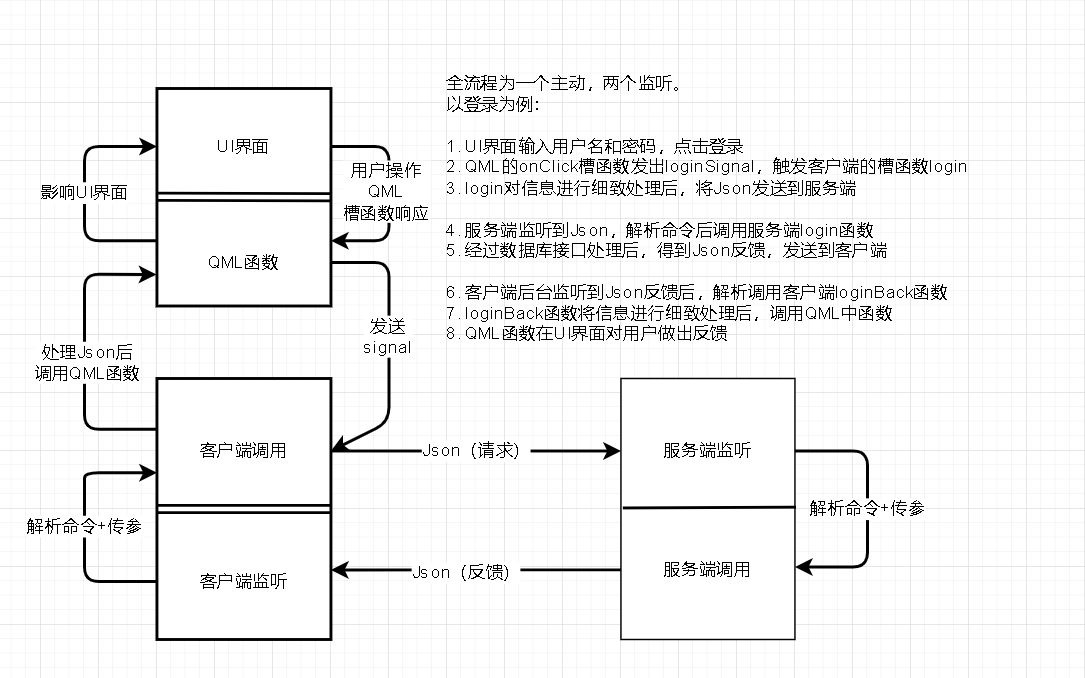 全流程为一个主动，两个监听。
以登录为例：
1. UI界面输入用户名和密码，点击登录
2. QML的onClick槽函数发出loginSignal，触发客户端的槽函数login
3. login对信息进行细致处理后，将Json发送到服务端
4. 服务端监听到Json，解析命令后调用服务端login函数
5. 经过数据库接口处理后，得到Json反馈，发送到客户端
6. 客户端后台监听到Json反馈后，解析调用客户端loginBack函数
7. loginBack函数将信息进行细致处理后，调用QML中函数
8. QML函数在UI界面对用户做出反馈
UI界面
用户操作
QML
槽函数响应
影响UI界面
QML函数
发送
signal
处理Json后
调用QML函数
客户端调用
Json（请求）
服务端监听
解析命令+传参
解析命令+传参
客户端监听
Json（反馈）
服务端调用